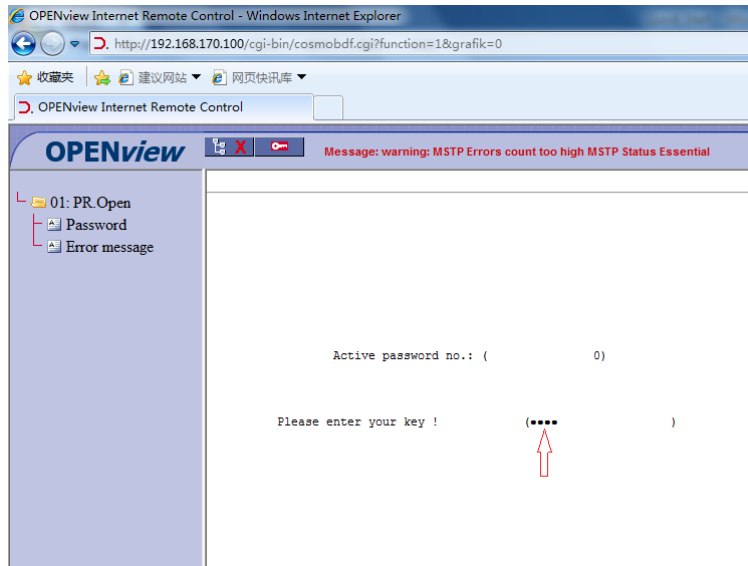 OPENview Internet Remote Control - Windows Internet Explorer
http://192.168.170.100/cgi-bin/cosmobdf.cgi?function=1&grafik=0
收藏夹 建议网站 网页快讯库
OPENview Internet Remote Control
OPENview Message: warning: MSTP Errors count too high MSTP Status Essential
01: PR.Open
Password
Error message
Active password no.: ( 0)
Please enter your key ! (•••• )